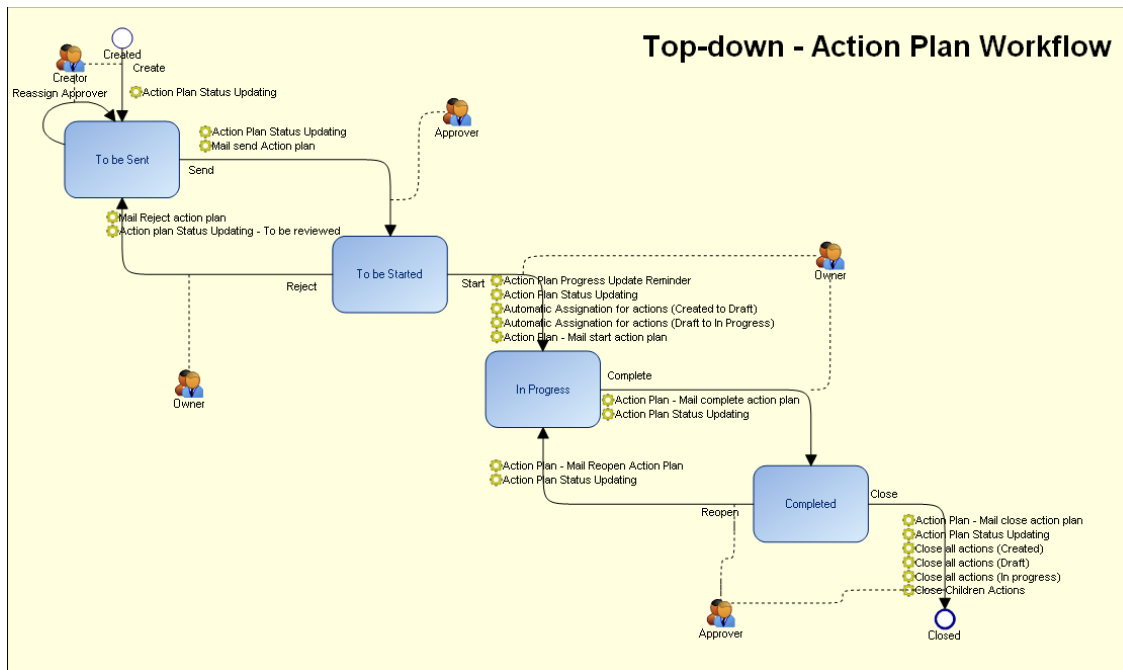 Top-down - Action Plan Workflow
Created
Create
Creator
Reassign Approver
Action Plan Status Updating
To be Sent
Action Plan Status Updating
Mail send Action plan
Send
Approver
Mail Reject action plan
Action plan Status Updating - To be reviewed
To be Started
Reject
Start
Owner
Action Plan Progress Update Reminder
Action Plan Status Updating
Automatic Assignation for actions (Created to Draft)
Automatic Assignation for actions (Draft to In Progress)
Action Plan - Mail start action plan
Owner
In Progress
Complete
Action Plan - Mail complete action plan
Action Plan Status Updating
Action Plan - Mail Reopen Action Plan
Action Plan Status Updating
Reopen
Completed
Close
Action Plan - Mail close action plan
Action Plan Status Updating
Close all actions (Created)
Close all actions (Draft)
Close all actions (In progress)
Close Children Actions
Approver
Closed